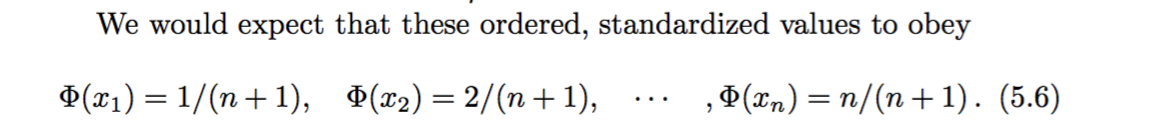 We would expect that these ordered, standardized values to obey
Φ(x₁) = 1/(n + 1), Φ(x₂) = 2/(n + 1), ⋯ , Φ(xₙ) = n/(n + 1) . (5.6)